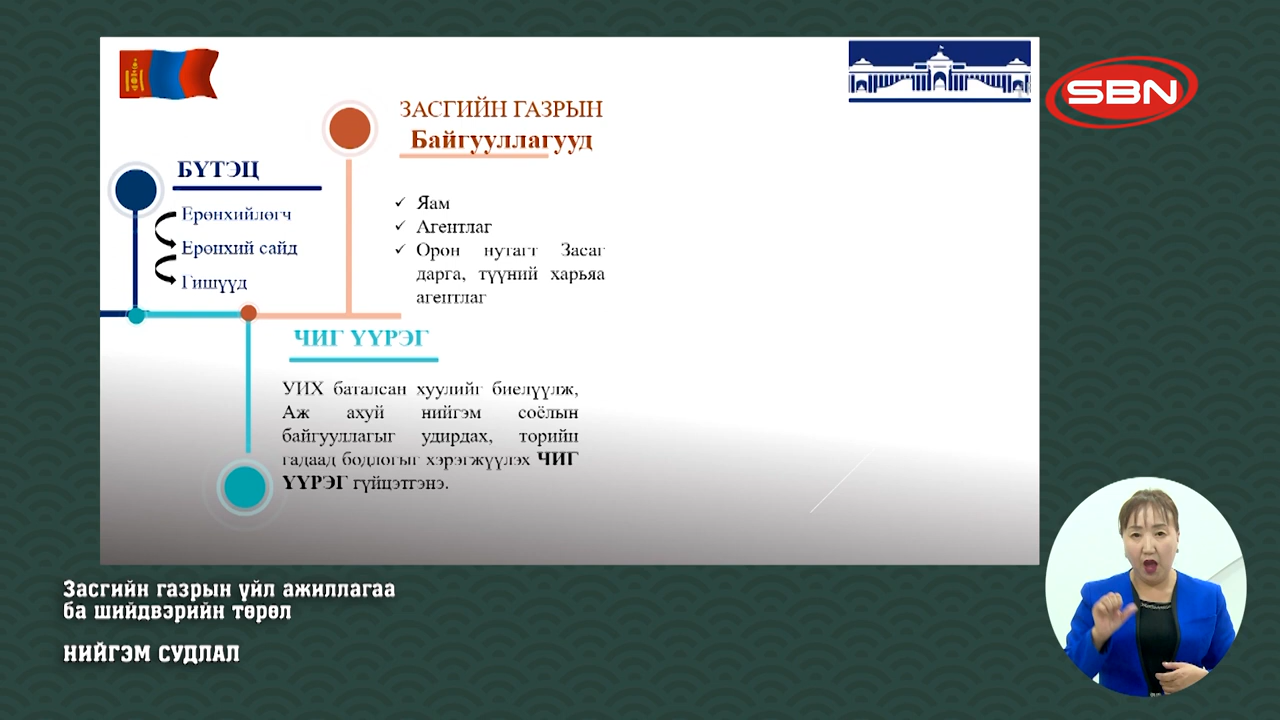 SBN
ЗАСГИЙН ГАЗРЫН
Байгууллагууд
БҮТЭЦ
Ерөнхийлөгч
Ерөнхий сайд
Гишүүд
Яам
Агентлаг
Орон нутагт Засаг
дарга, түүний харьяа
агентлаг
ЧИГ ҮҮРЭГ
УИХ баталсан хуулийг биелүүлж,
Аж ахуй нийгэм соёлын
байгууллагыг удирдах, төрийн
гадаад бодлогыг хэрэгжүүлэх ЧИГ
ҮҮРЭГ гүйцэтгэнэ.
Засгийн газрын үйл ажиллагаа
ба шийдвэрийн төрөл
НИЙГЭМ СУДЛАЛ